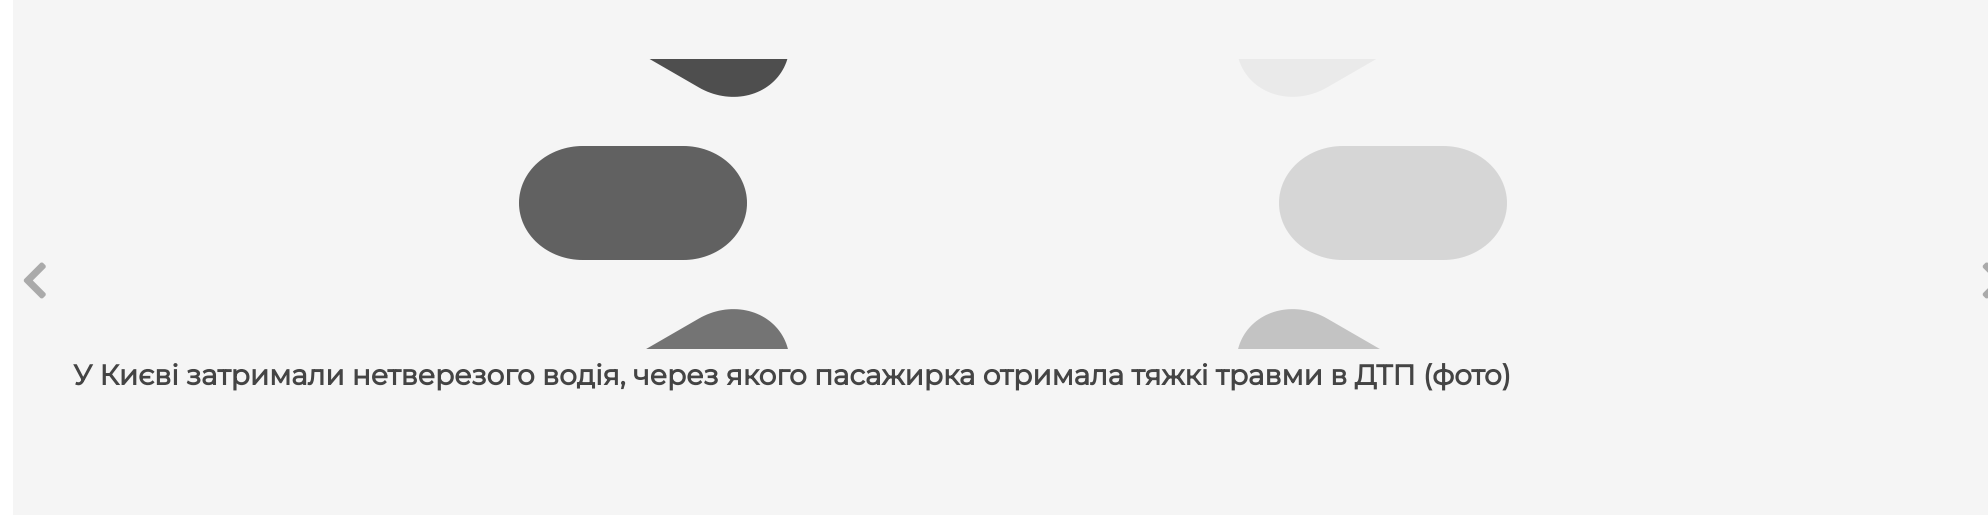 У Києві затримали нетверезого водія, через якого пасажирка отримала тяжкі травми в ДТП (фото)